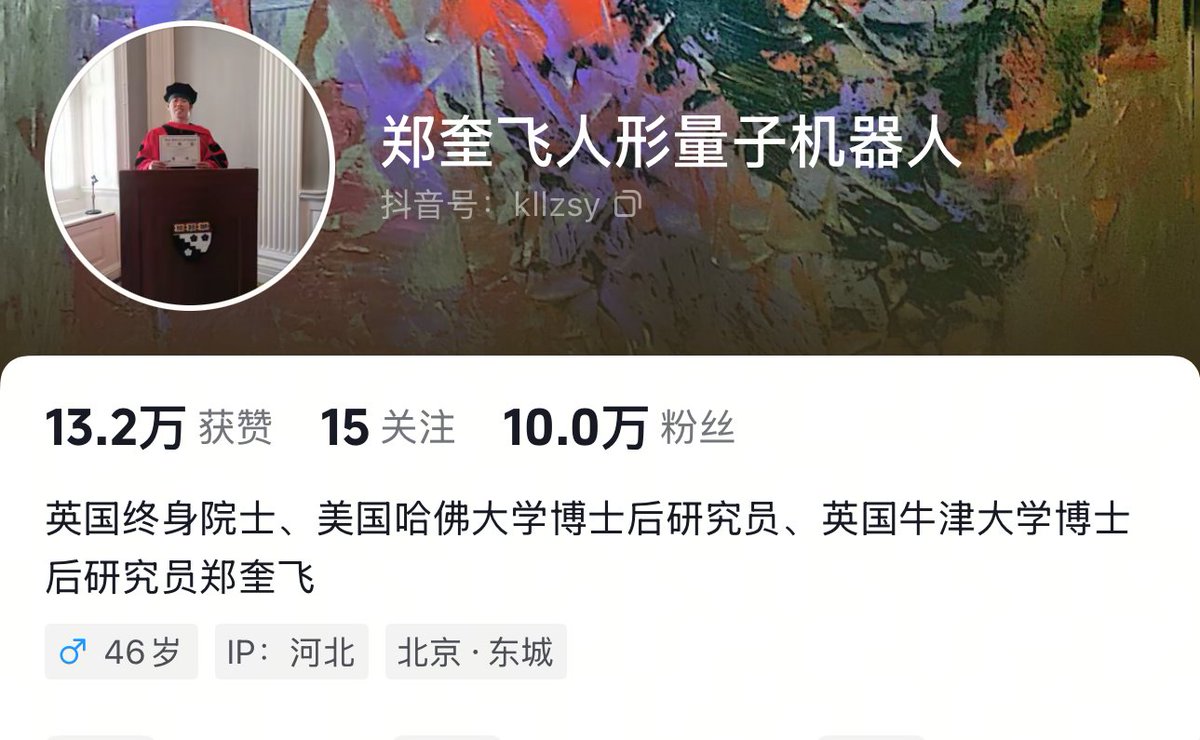 郑奎飞人形量子机器人
抖音号：kllzsy
13.2万 获赞 15 关注 10.0万 粉丝
英国终身院士、美国哈佛大学博士后研究员、英国牛津大学博士
后研究员郑奎飞
♂ 46岁 IP：河北 北京·东城